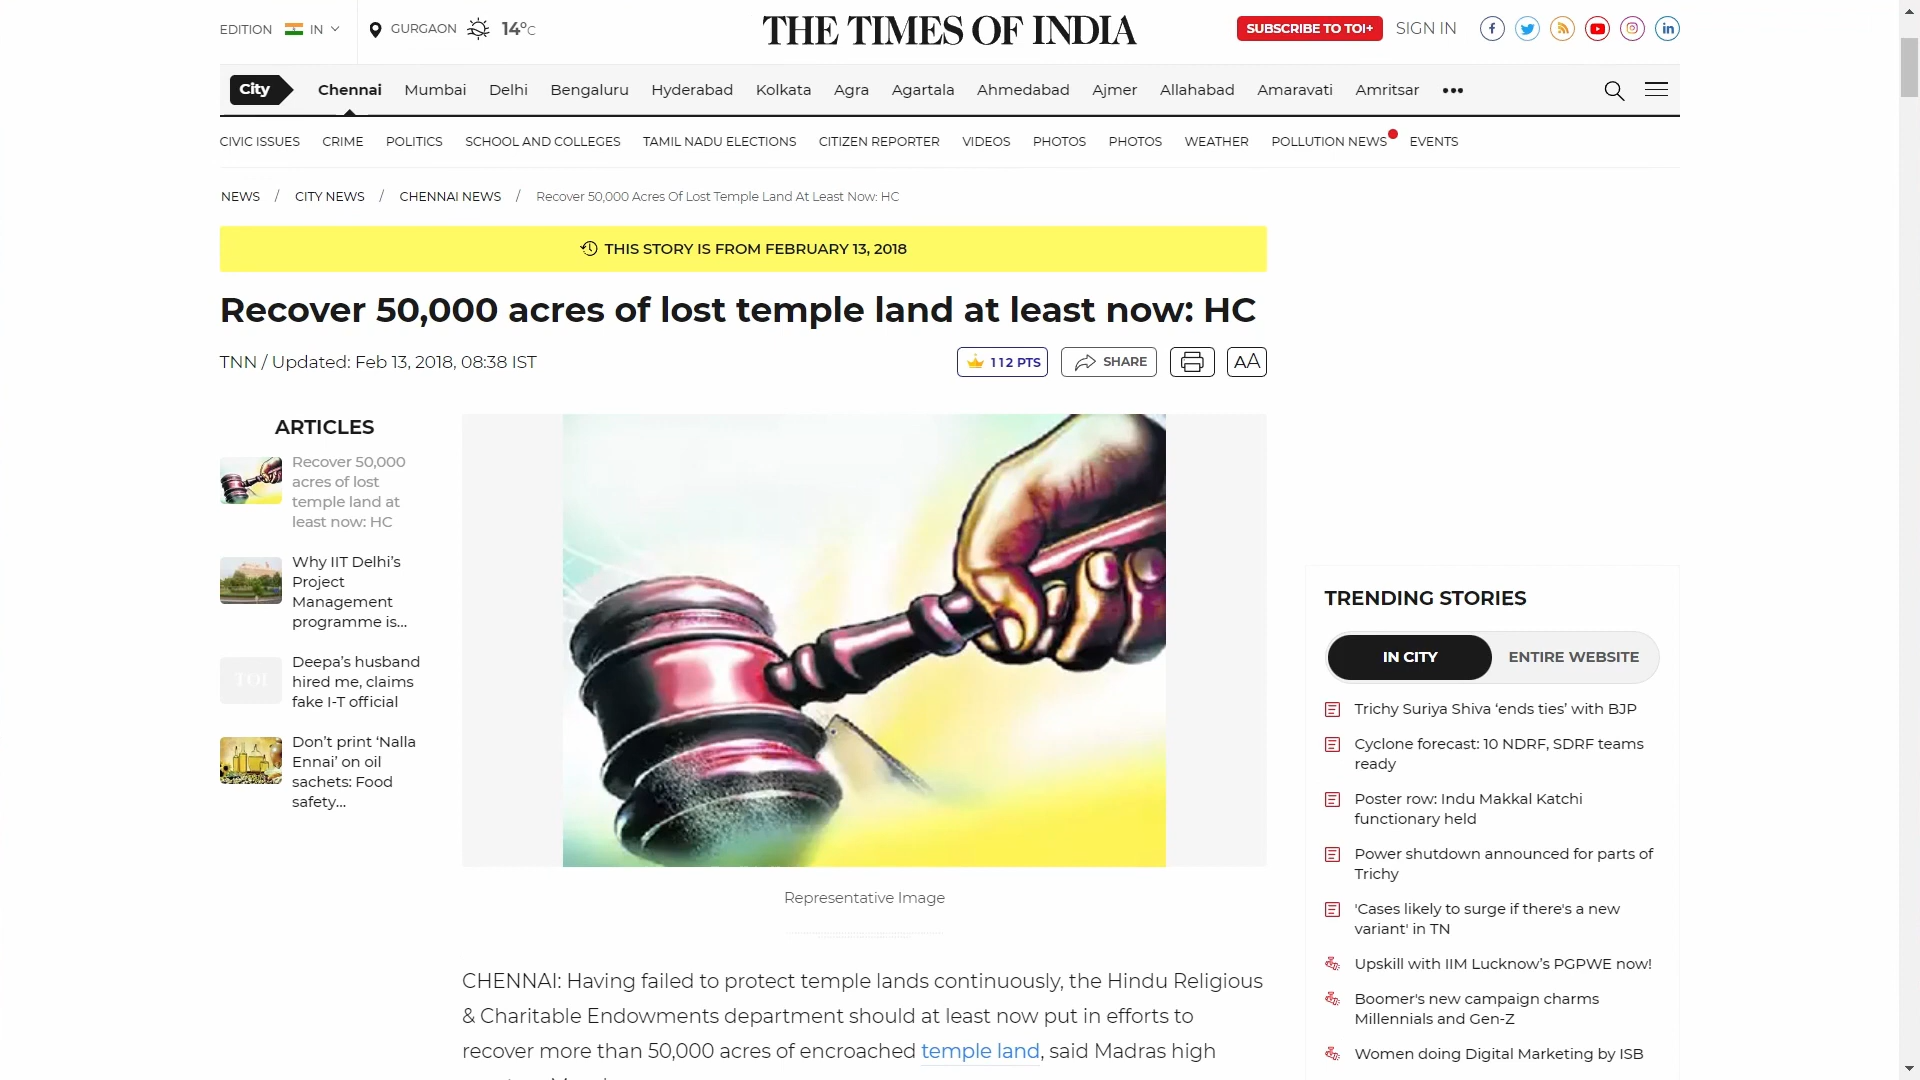 EDITION IN GURGAON 14°C
THE TIMES OF INDIA
SUBSCRIBE TO TOI+ SIGN IN
City Chennai Mumbai Delhi Bengaluru Hyderabad Kolkata Agra Agartala Ahmedabad Ajmer Allahabad Amaravati Amritsar •••
CIVIC ISSUES CRIME POLITICS SCHOOL AND COLLEGES TAMIL NADU ELECTIONS CITIZEN REPORTER VIDEOS PHOTOS PHOTOS WEATHER POLLUTION NEWS EVENTS
NEWS / CITY NEWS / CHENNAI NEWS / Recover 50,000 Acres Of Lost Temple Land At Least Now: HC
THIS STORY IS FROM FEBRUARY 13, 2018
Recover 50,000 acres of lost temple land at least now: HC
TNN / Updated: Feb 13, 2018, 08:38 IST
112 PTS SHARE AA
ARTICLES
Recover 50,000
acres of lost
temple land at
least now: HC
Why IIT Delhi’s
Project
Management
programme is...
TOI
Deepa’s husband
hired me, claims
fake I-T official
Don’t print ‘Nalla
Ennai’ on oil
sachets: Food
safety...
Representative Image
CHENNAI: Having failed to protect temple lands continuously, the Hindu Religious
& Charitable Endowments department should at least now put in efforts to
recover more than 50,000 acres of encroached temple land, said Madras high
TRENDING STORIES
IN CITY ENTIRE WEBSITE
Trichy Suriya Shiva ‘ends ties’ with BJP
Cyclone forecast: 10 NDRF, SDRF teams
ready
Poster row: Indu Makkal Katchi
functionary held
Power shutdown announced for parts of
Trichy
'Cases likely to surge if there's a new
variant' in TN
Upskill with IIM Lucknow’s PGPWE now!
Boomer's new campaign charms
Millennials and Gen-Z
Women doing Digital Marketing by ISB